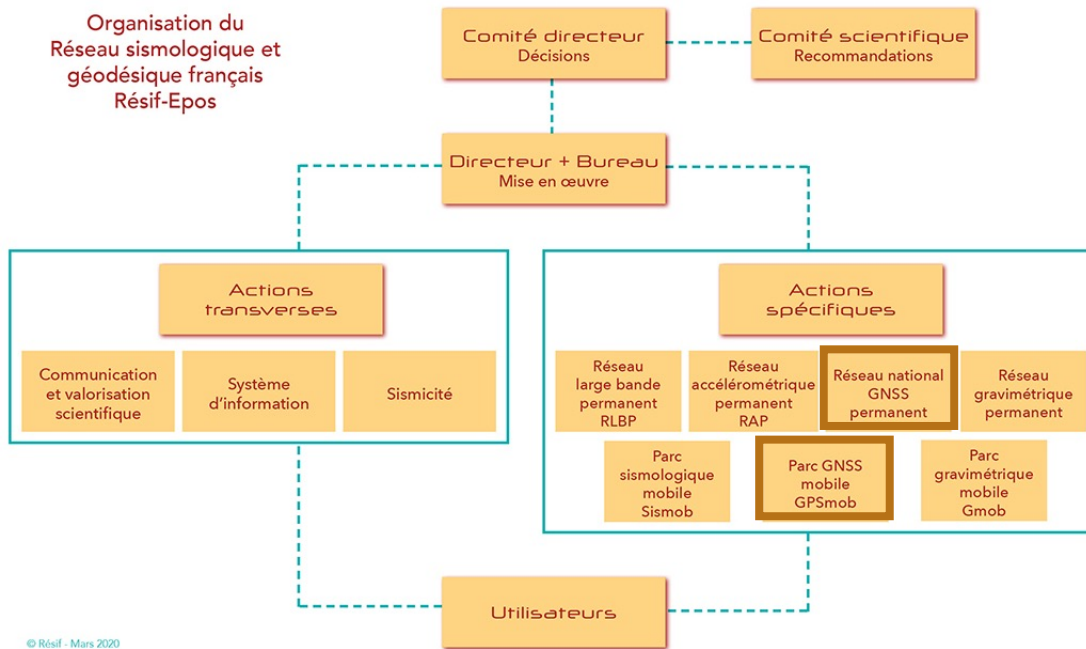 Organisation du
Réseau sismologique et
géodésique français
Résif-Epos
Comité directeur
Décisions
Comité scientifique
Recommandations
Directeur + Bureau
Mise en œuvre
Actions
transverses
Communication
et valorisation
scientifique
Système
d'information
Sismicité
Actions
spécifiques
Réseau
large bande
permanent
RLBP
Réseau
accélérométrique
permanent
RAP
Réseau national
GNSS
permanent
Réseau
gravimétrique
permanent
Parc
sismologique
mobile
Sismob
Parc GNSS
mobile
GPSmob
Parc
gravimétrique
mobile
Gmob
Utilisateurs
© Résif - Mars 2020